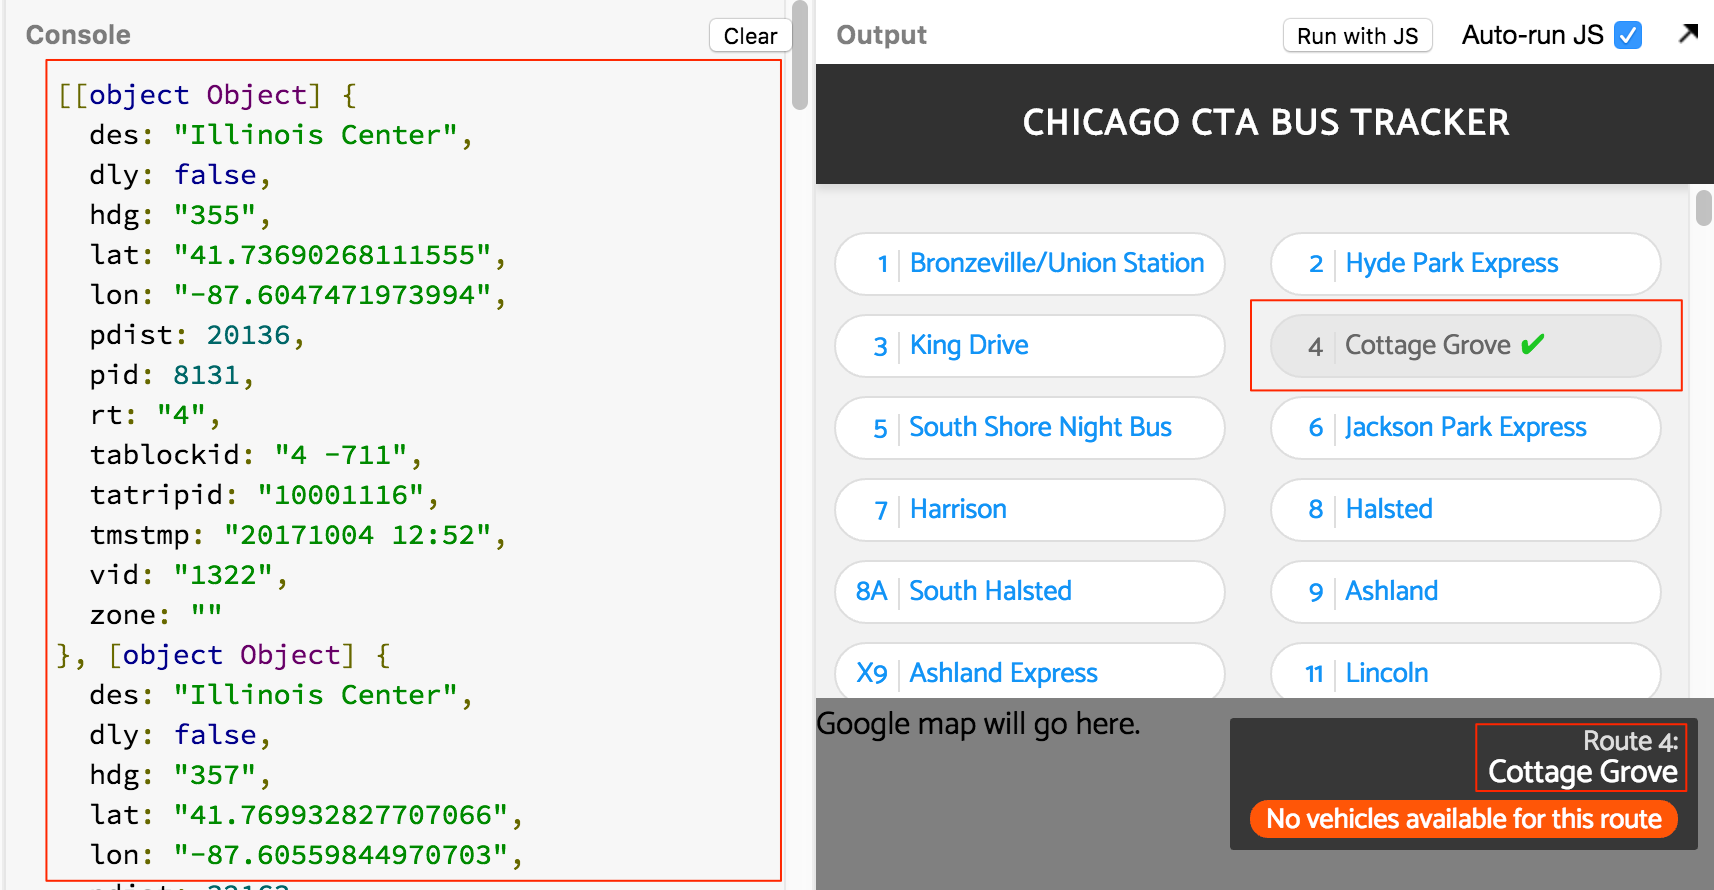 Console
Clear
[[object Object] {
des: "Illinois Center",
dly: false,
hdg: "355",
lat: "41.73690268111555",
lon: "-87.6047471973994",
pdist: 20136,
pid: 8131,
rt: "4",
tablockid: "4 -711",
tatripid: "10001116",
tmstmp: "20171004 12:52",
vid: "1322",
zone: ""
}, [object Object] {
des: "Illinois Center",
dly: false,
hdg: "357",
lat: "41.769932827707066",
lon: "-87.60559844970703",
Output
Run with JS
Auto-run JS
CHICAGO CTA BUS TRACKER
1 Bronzeville/Union Station
2 Hyde Park Express
3 King Drive
4 Cottage Grove ✔
5 South Shore Night Bus
6 Jackson Park Express
7 Harrison
8 Halsted
8A South Halsted
9 Ashland
X9 Ashland Express
11 Lincoln
Google map will go here.
Route 4:
Cottage Grove
No vehicles available for this route